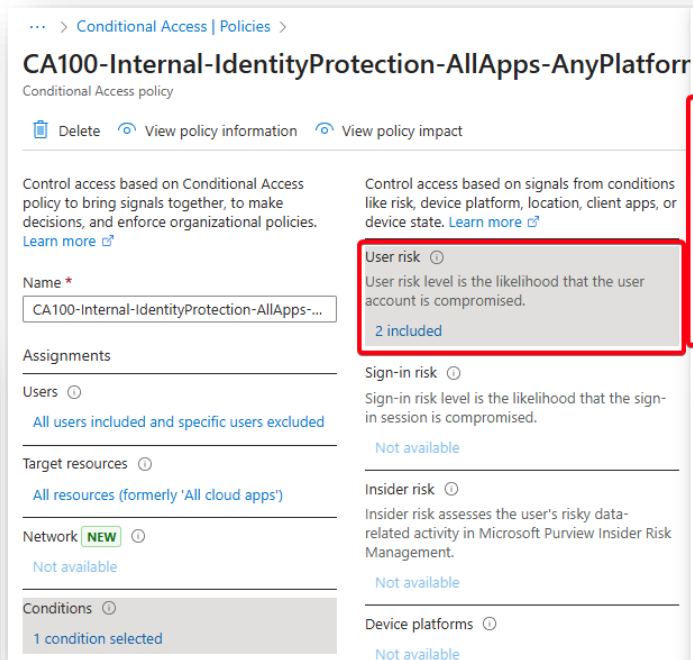 ··· > Conditional Access | Policies >
CA100-Internal-IdentityProtection-AllApps-AnyPlatform
Conditional Access policy
Delete View policy information View policy impact
Control access based on Conditional Access
policy to bring signals together, to make
decisions, and enforce organizational policies.
Learn more
Name *
CA100-Internal-IdentityProtection-AllApps-...
Assignments
Users
All users included and specific users excluded
Target resources
All resources (formerly 'All cloud apps')
Network NEW
Not available
Conditions
1 condition selected
Control access based on signals from conditions
like risk, device platform, location, client apps, or
device state. Learn more
User risk
User risk level is the likelihood that the user
account is compromised.
2 included
Sign-in risk
Sign-in risk level is the likelihood that the sign-
in session is compromised.
Not available
Insider risk
Insider risk assesses the user's risky data-
related activity in Microsoft Purview Insider Risk
Management.
Not available
Device platforms
Not available